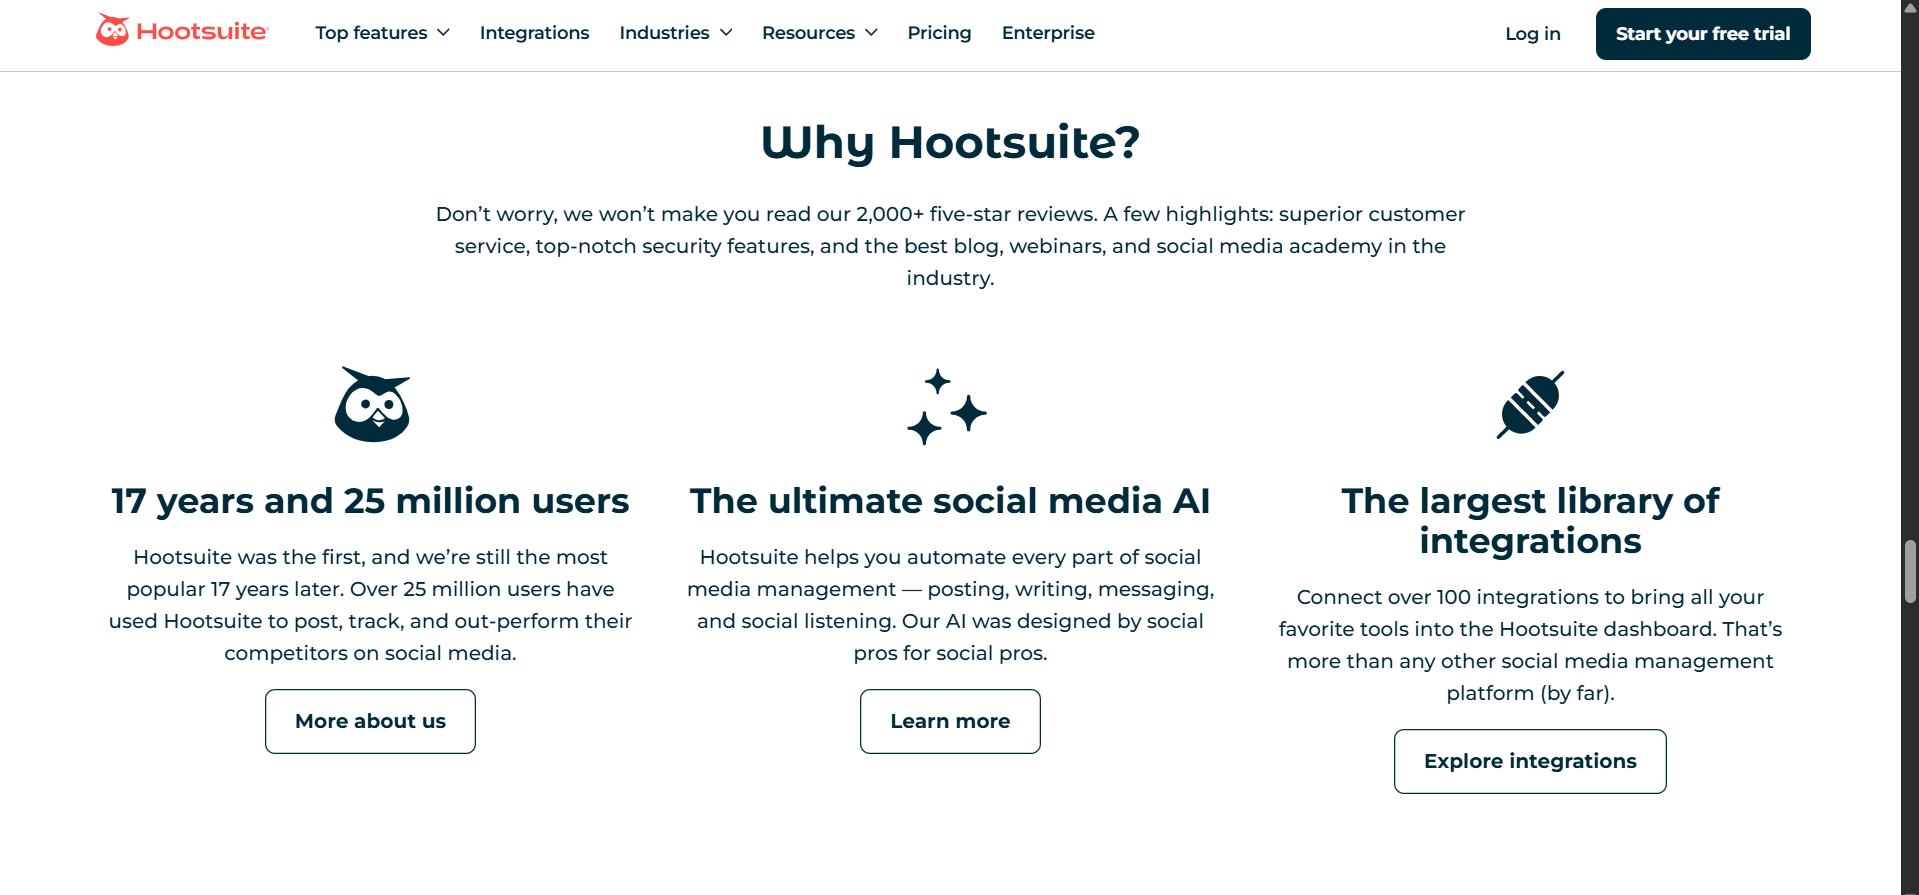 Hootsuite
Top features
Integrations
Industries
Resources
Pricing
Enterprise
Log in
Start your free trial
Why Hootsuite?
Don’t worry, we won’t make you read our 2,000+ five-star reviews. A few highlights: superior customer
service, top-notch security features, and the best blog, webinars, and social media academy in the
industry.
17 years and 25 million users
Hootsuite was the first, and we’re still the most
popular 17 years later. Over 25 million users have
used Hootsuite to post, track, and out-perform their
competitors on social media.
More about us
The ultimate social media AI
Hootsuite helps you automate every part of social
media management — posting, writing, messaging,
and social listening. Our AI was designed by social
pros for social pros.
Learn more
The largest library of
integrations
Connect over 100 integrations to bring all your
favorite tools into the Hootsuite dashboard. That’s
more than any other social media management
platform (by far).
Explore integrations